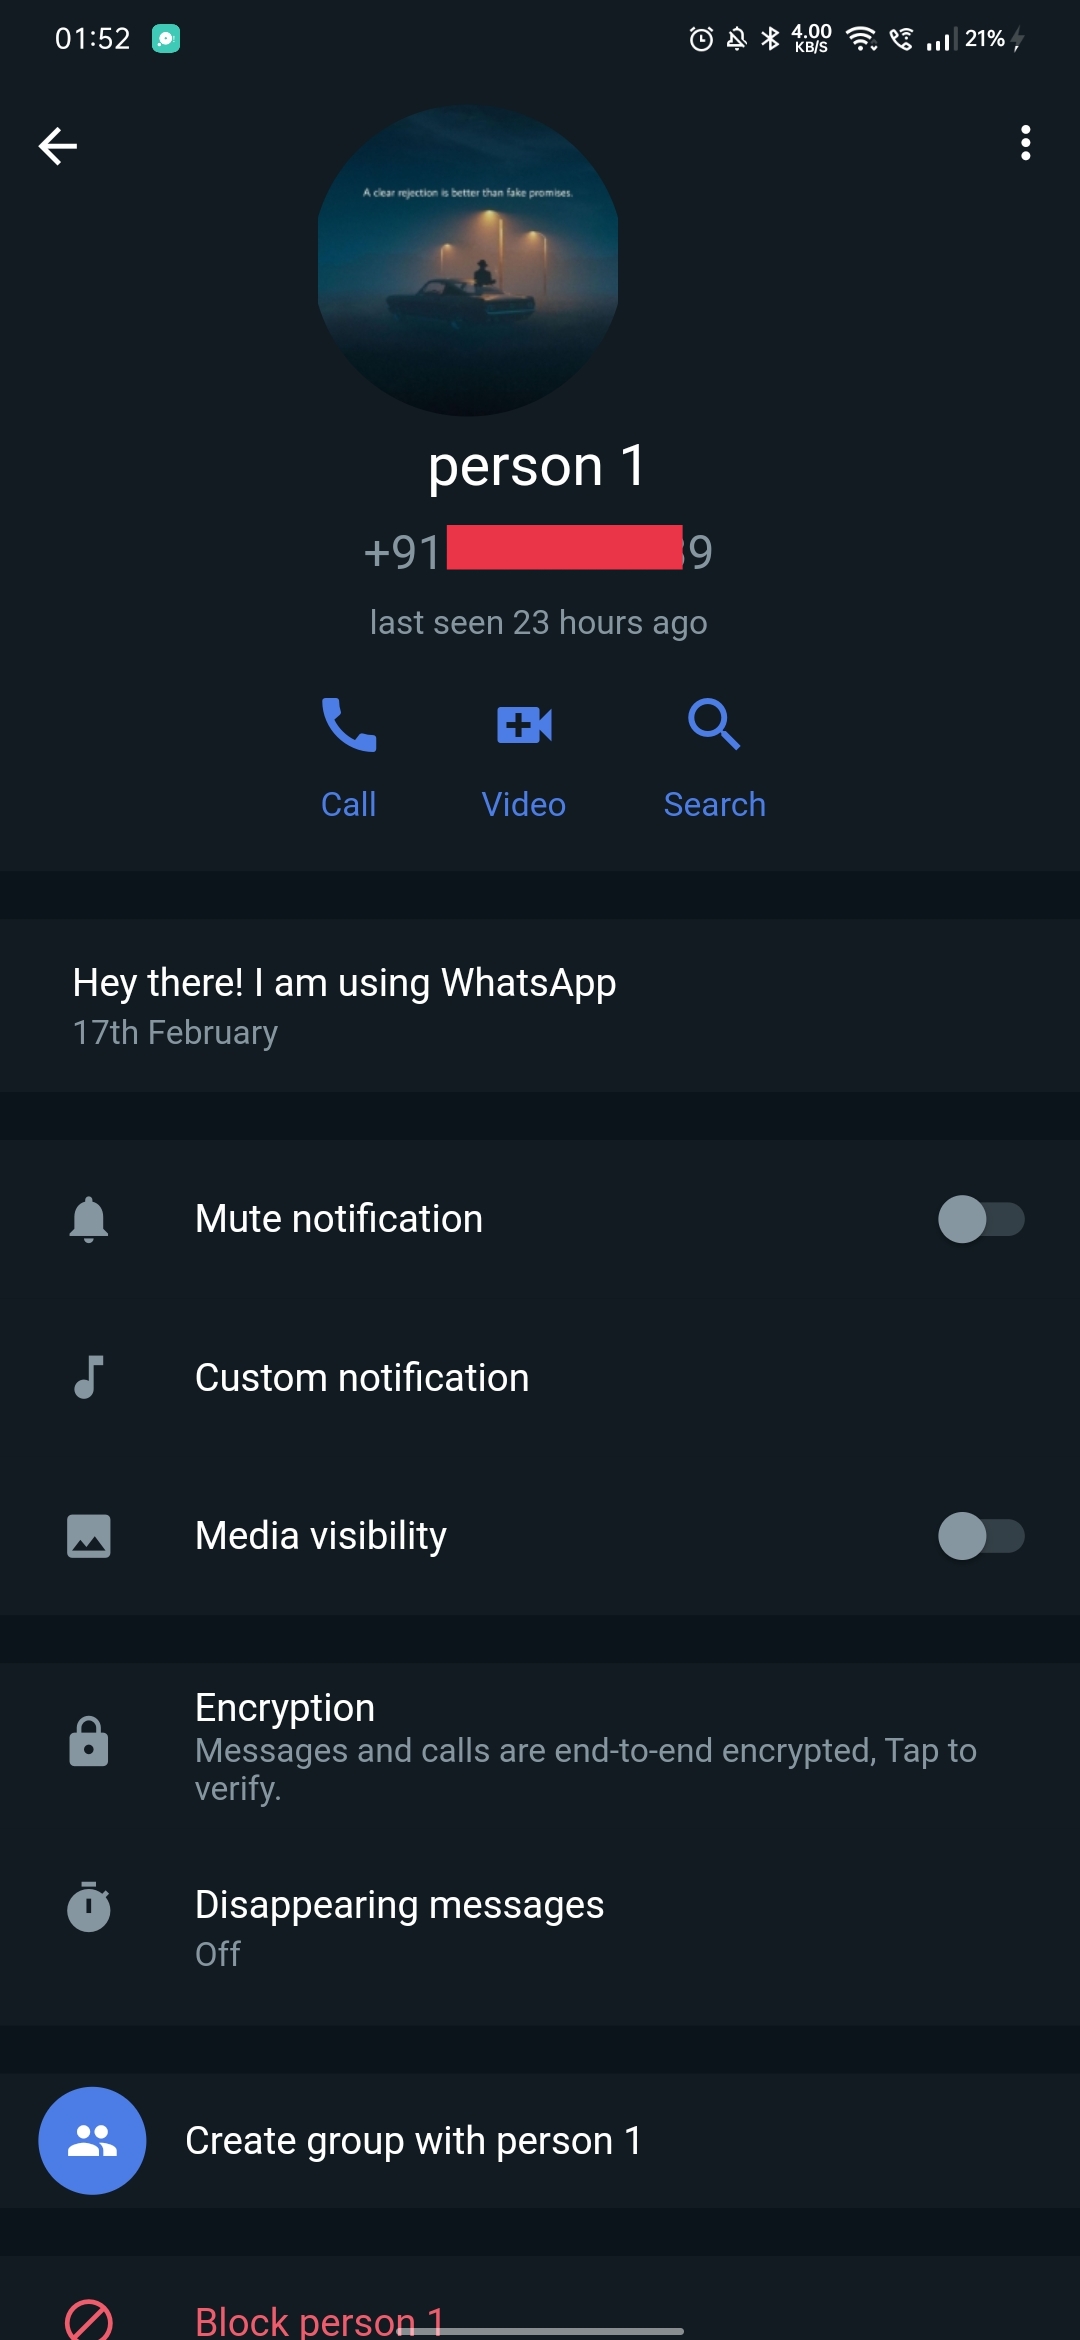 01:52
4.00
KB/S
21%
A clear rejection is better than fake promises.
person 1
+91 9
last seen 23 hours ago
Call Video Search
Hey there! I am using WhatsApp
17th February
Mute notification
Custom notification
Media visibility
Encryption
Messages and calls are end-to-end encrypted, Tap to
verify.
Disappearing messages
Off
Create group with person 1
Block person 1